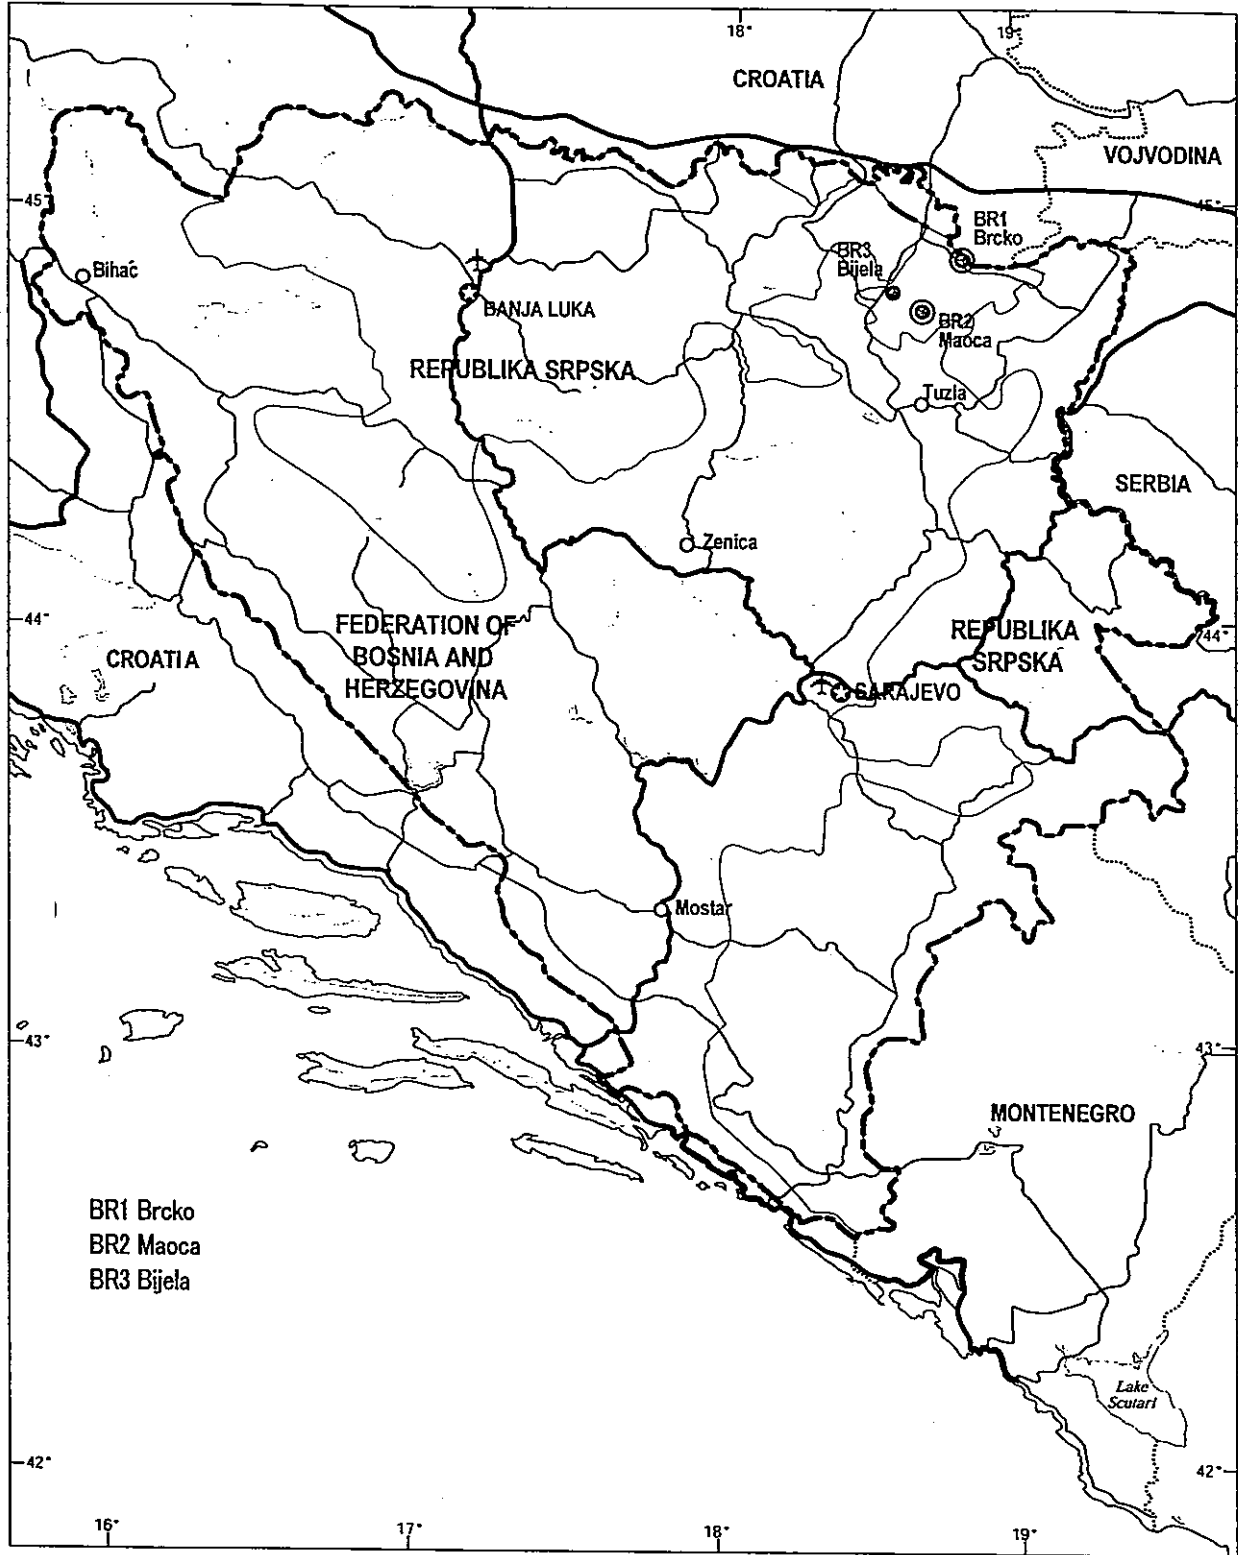 18°
19°
CROATIA
VOJVODINA
45°
45°
BR1
Brcko
BR3
Bijela
Bihać
BANJA LUKA
BR2
Maoca
REPUBLIKA SRPSKA
Tuzla
SERBIA
Zenica
44°
44°
FEDERATION OF
BOSNIA AND
HERZEGOVINA
REPUBLIKA
SRPSKA
CROATIA
SARAJEVO
Mostar
43°
43°
MONTENEGRO
BR1 Brcko
BR2 Maoca
BR3 Bijela
Lake
Scutari
42°
42°
16°
17°
18°
19°